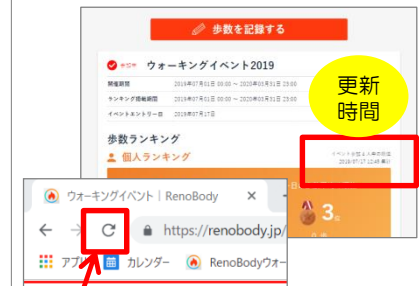 歩数を記録する
ウォーキングイベント2019
開催期間 2019年07月01日 00:00 ～ 2020年03月31日 23:00
ランキング掲載期間 2019年07月01日 00:00 ～ 2020年03月31日 23:00
イベントエントリー日 2019年07月17日
更新
時間
歩数ランキング
個人ランキング
2019/07/17 12:40 集計
3位
ウォーキングイベント | RenoBody
https://renobody.jp/
アプリ カレンダー RenoBodyウォー